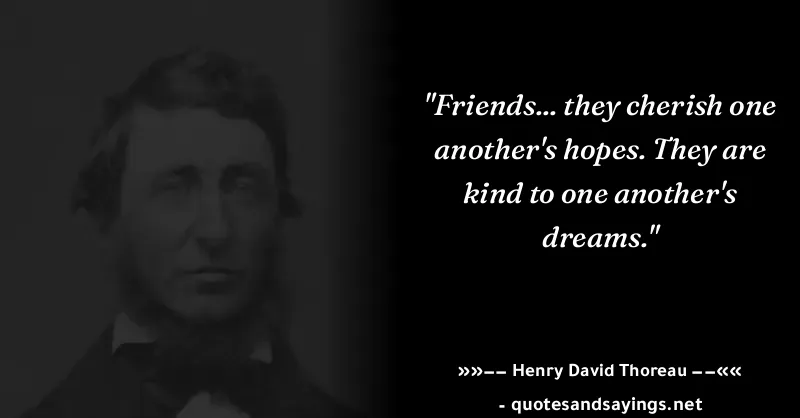 "Friends... they cherish one
another's hopes. They are
kind to one another's
dreams."
»»−− Henry David Thoreau −−««
- quotesandsayings.net